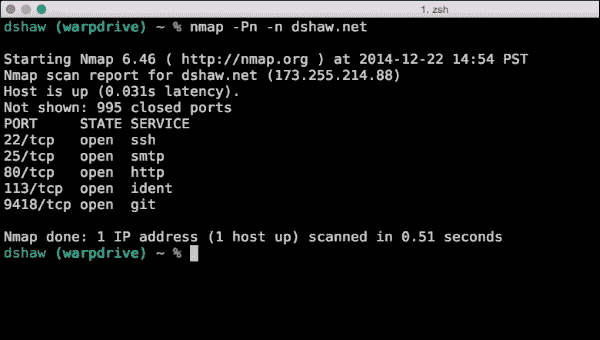 1. zsh
dshaw (warpdrive) ~ % nmap -Pn -n dshaw.net
Starting Nmap 6.46 ( http://nmap.org ) at 2014-12-22 14:54 PST
Nmap scan report for dshaw.net (173.255.214.88)
Host is up (0.031s latency).
Not shown: 995 closed ports
PORT     STATE SERVICE
22/tcp   open  ssh
25/tcp   open  smtp
80/tcp   open  http
113/tcp  open  ident
9418/tcp open  git
Nmap done: 1 IP address (1 host up) scanned in 0.51 seconds
dshaw (warpdrive) ~ %